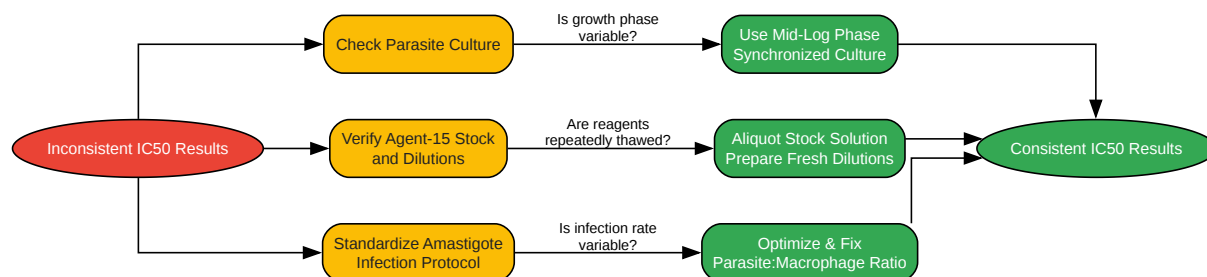 Check Parasite Culture
Is growth phase
variable?
Use Mid-Log Phase
Synchronized Culture
Inconsistent IC50 Results
Verify Agent-15 Stock
and Dilutions
Are reagents
repeatedly thawed?
Aliquot Stock Solution
Prepare Fresh Dilutions
Consistent IC50 Results
Standardize Amastigote
Infection Protocol
Is infection rate
variable?
Optimize & Fix
Parasite:Macrophage Ratio